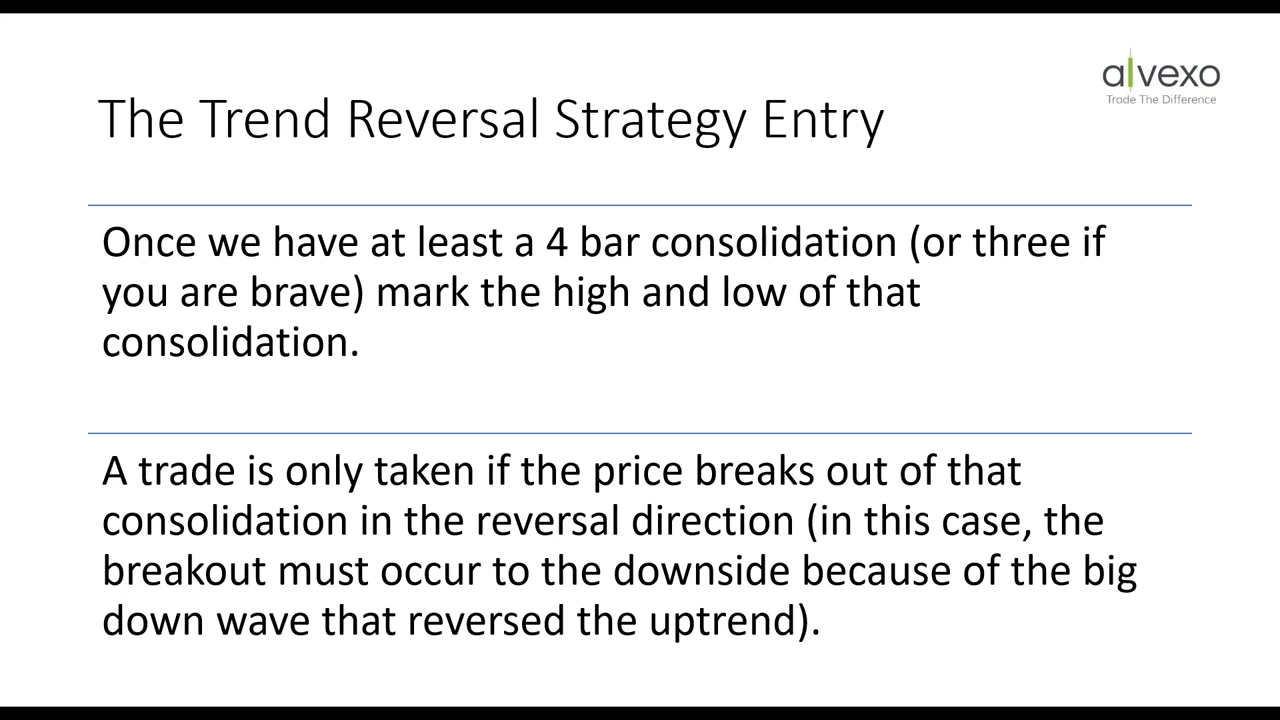 alvexo
Trade The Difference
The Trend Reversal Strategy Entry
Once we have at least a 4 bar consolidation (or three if
you are brave) mark the high and low of that
consolidation.
A trade is only taken if the price breaks out of that
consolidation in the reversal direction (in this case, the
breakout must occur to the downside because of the big
down wave that reversed the uptrend).